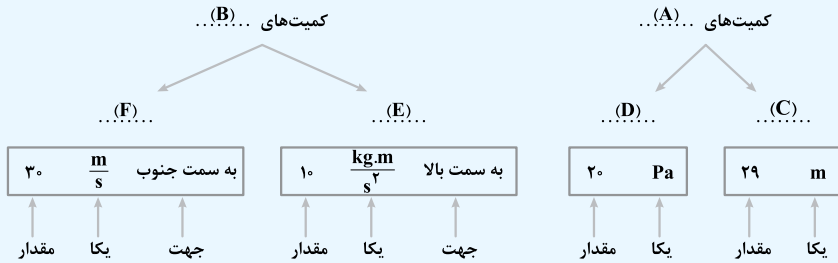 کمیت‌های ....(A)....
کمیت‌های ....(B)....
....(C)....
....(D)....
....(E)....
....(F)....
۲۹ m
۲۰ Pa
۱۰ kg.m/s^۲ به سمت بالا
۳۰ m/s به سمت جنوب
مقدار یکا
مقدار یکا
مقدار یکا جهت
مقدار یکا جهت